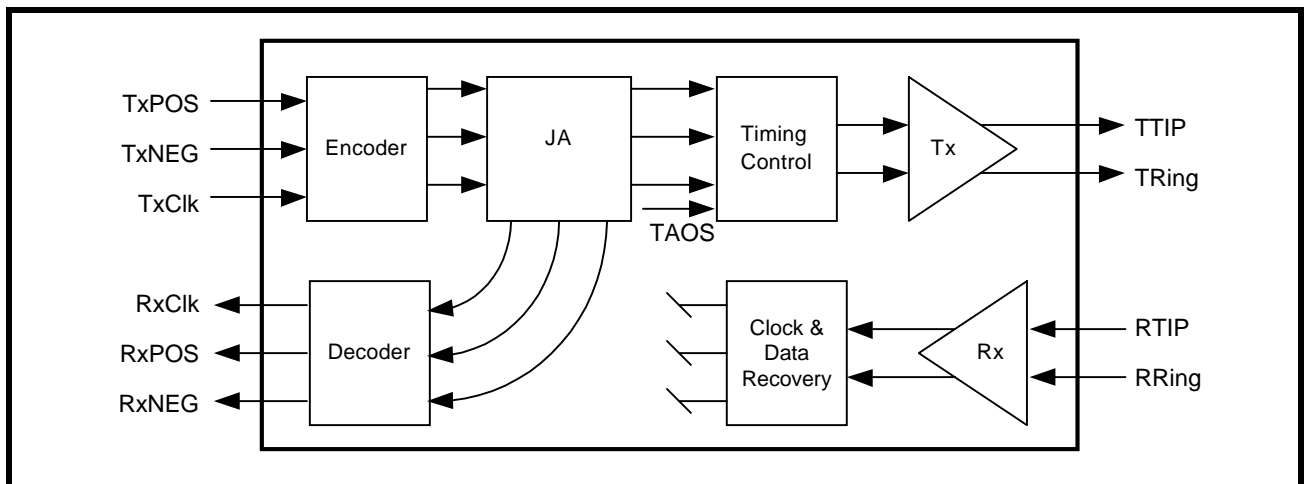 TxPOS
TxNEG
TxClk
Encoder
JA
Timing
Control
Tx
TTIP
TRing
TAOS
RxClk
RxPOS
RxNEG
Decoder
Clock &
Data
Recovery
Rx
RTIP
RRing